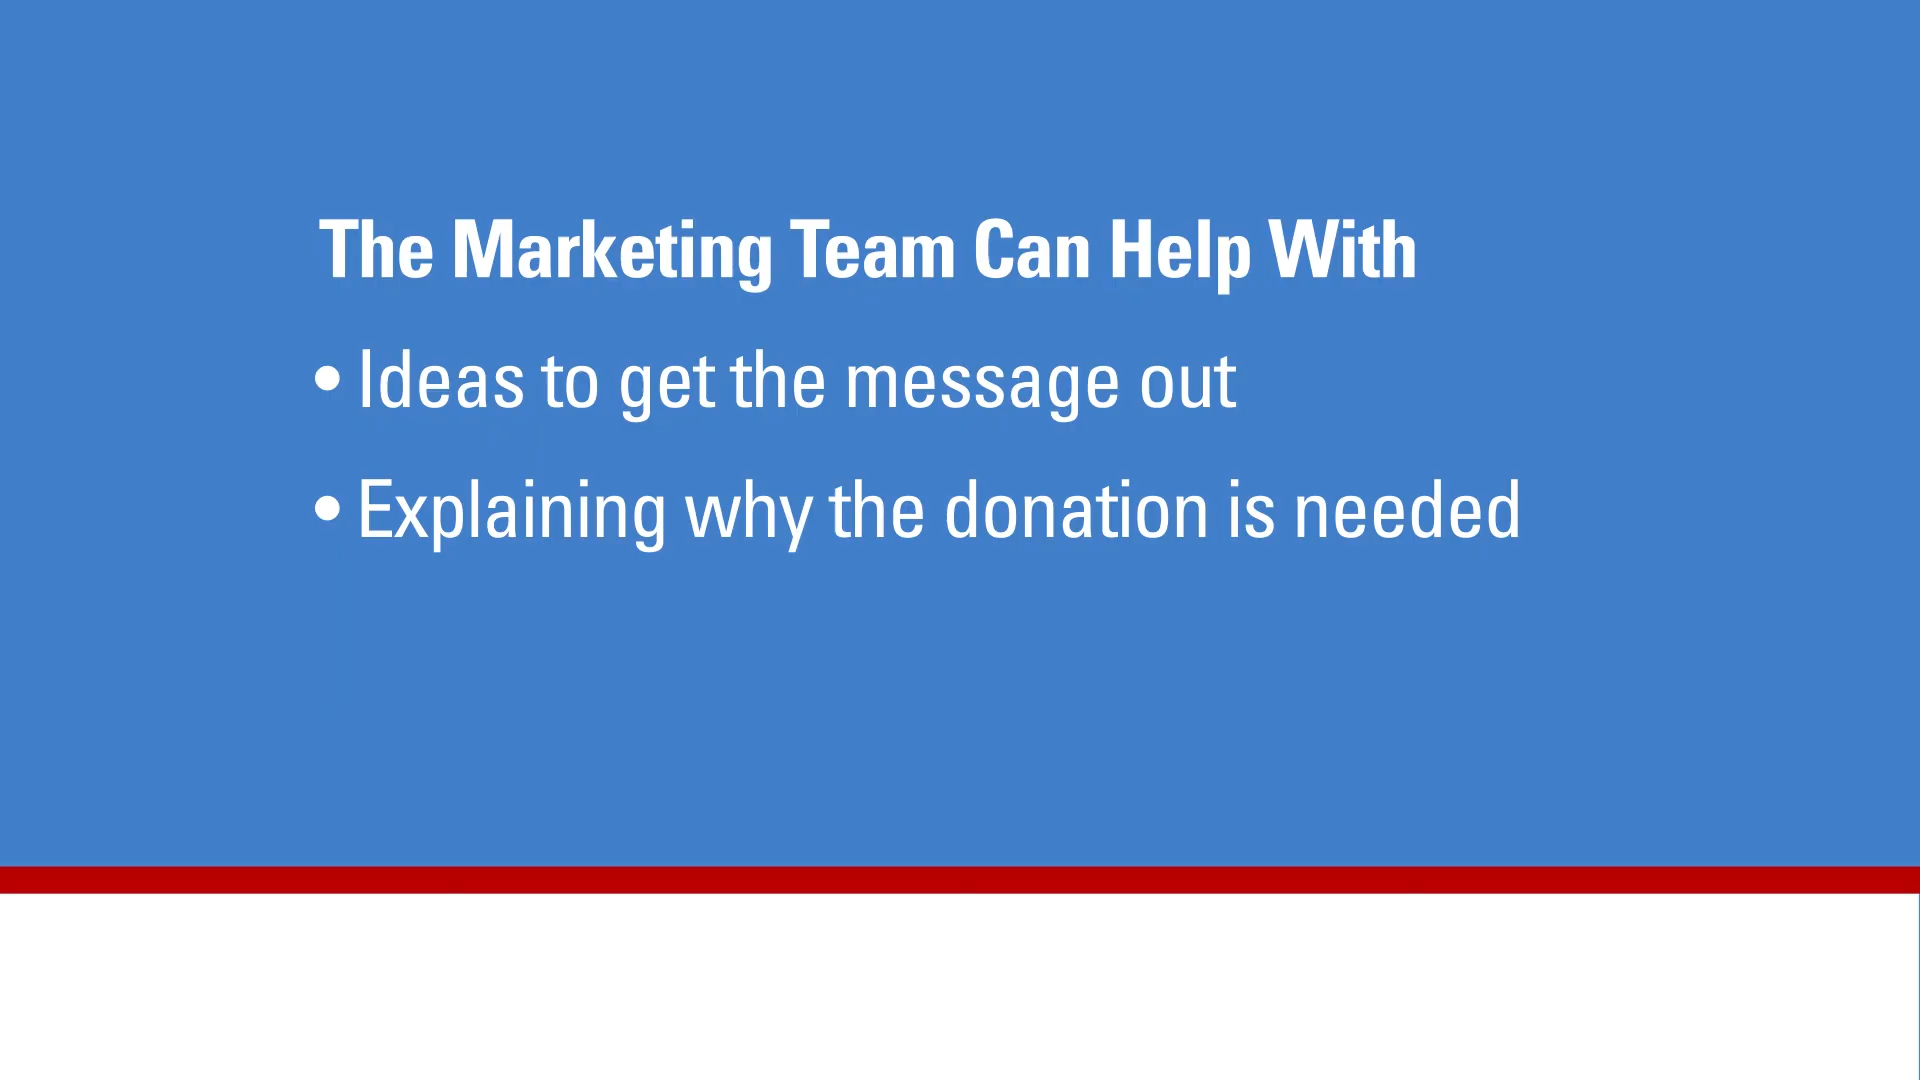 The Marketing Team Can Help With
• Ideas to get the message out
• Explaining why the donation is needed